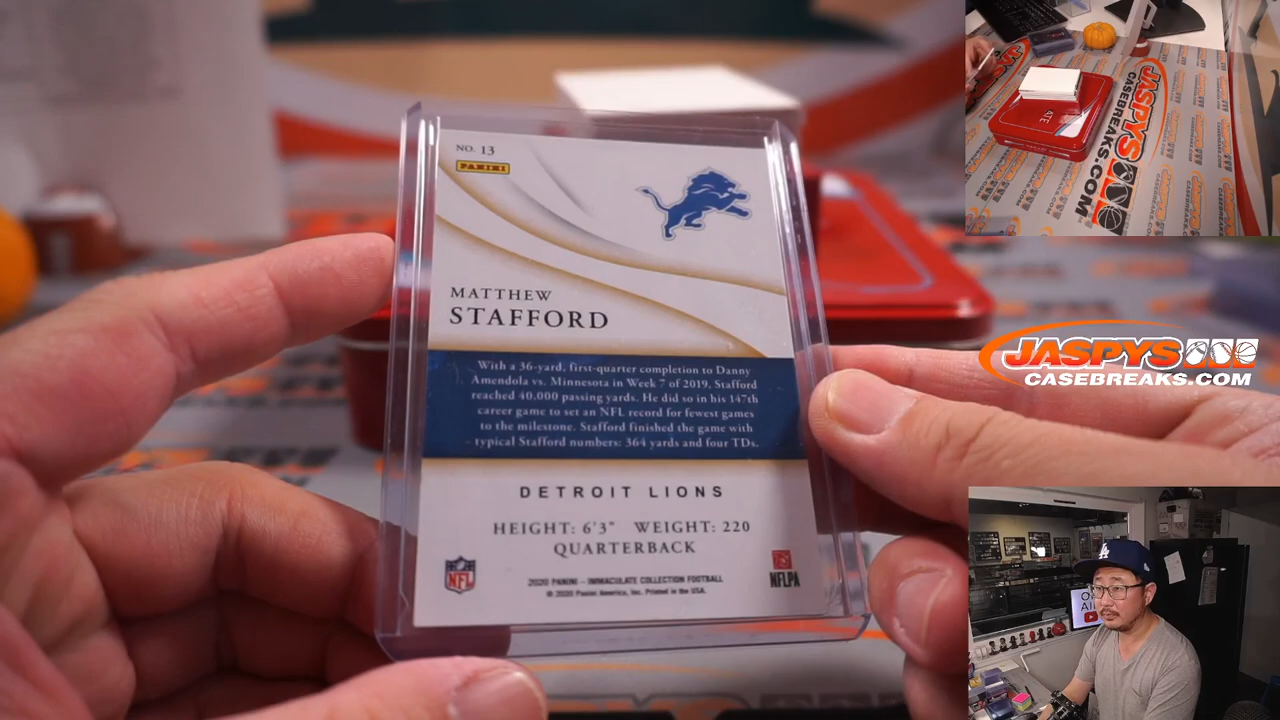 NO. 13
PANINI
MATTHEW
STAFFORD
With a 36-yard, first-quarter completion to Danny
Amendola vs. Minnesota in Week 7 of 2019, Stafford
reached 40,000 passing yards. He did so in his 147th
career game to set an NFL record for fewest games
to the milestone. Stafford finished the game with
typical Stafford numbers: 364 yards and four TDs.
DETROIT LIONS
HEIGHT: 6'3" WEIGHT: 220
QUARTERBACK
NFL
2020 PANINI – IMMACULATE COLLECTION FOOTBALL
© 2020 Panini America, Inc. Printed in the USA.
NFLPA
JASPYS
CASEBREAKS.COM
JASPYS
CASEBREAKS.COM
LA